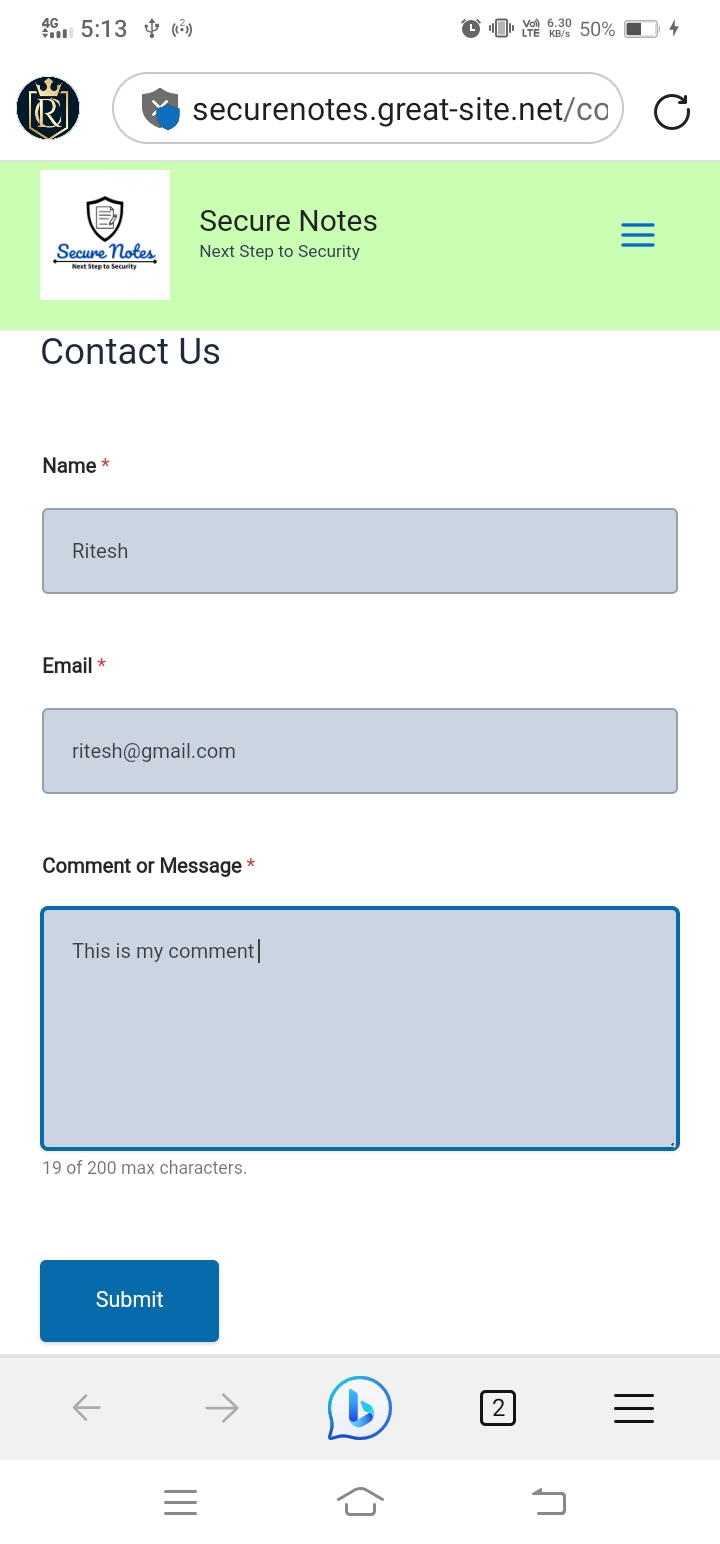 4G 5:13 2 Vo) LTE 6.30 KB/s 50%
R securenotes.great-site.net/co
Secure Notes
Next Step to Security
Secure Notes
Next Step to Security
Contact Us
Name *
Ritesh
Email *
ritesh@gmail.com
Comment or Message *
This is my comment
19 of 200 max characters.
Submit
2